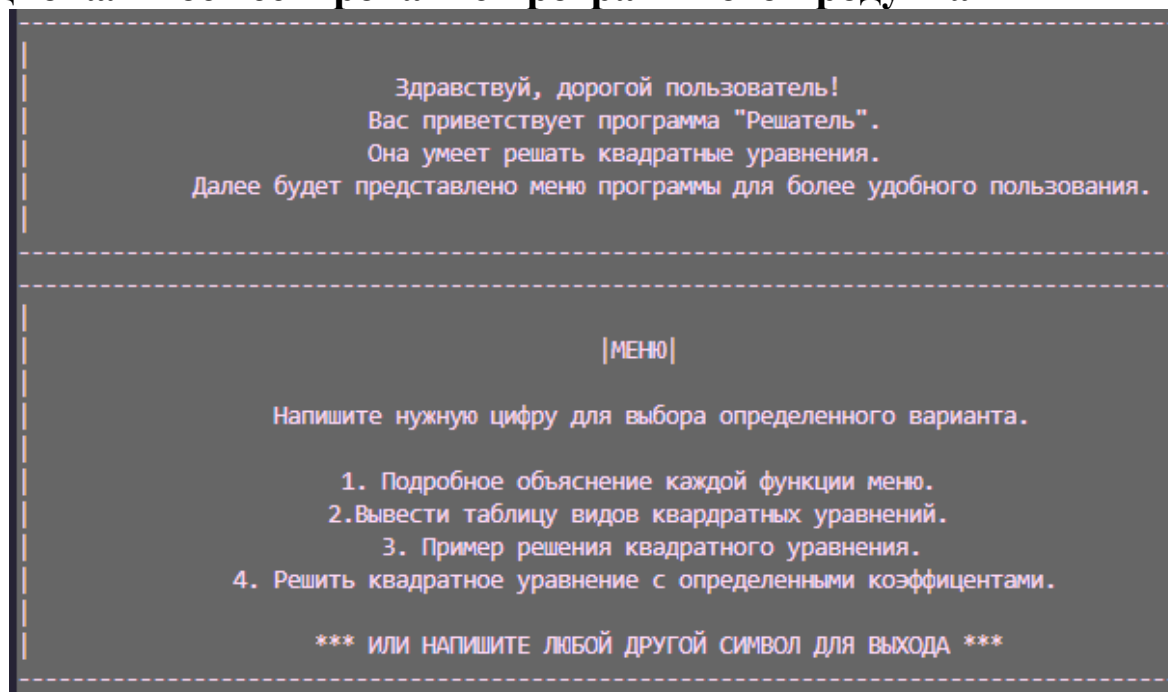 Здравствуй, дорогой пользователь!
Вас приветствует программа "Решатель".
Она умеет решать квадратные уравнения.
Далее будет представлено меню программы для более удобного пользования.
|МЕНЮ|
Напишите нужную цифру для выбора определенного варианта.
1. Подробное объяснение каждой функции меню.
2.Вывести таблицу видов квардратных уравнений.
3. Пример решения квадратного уравнения.
4. Решить квадратное уравнение с определенными коэффицентами.
*** ИЛИ НАПИШИТЕ ЛЮБОЙ ДРУГОЙ СИМВОЛ ДЛЯ ВЫХОДА ***